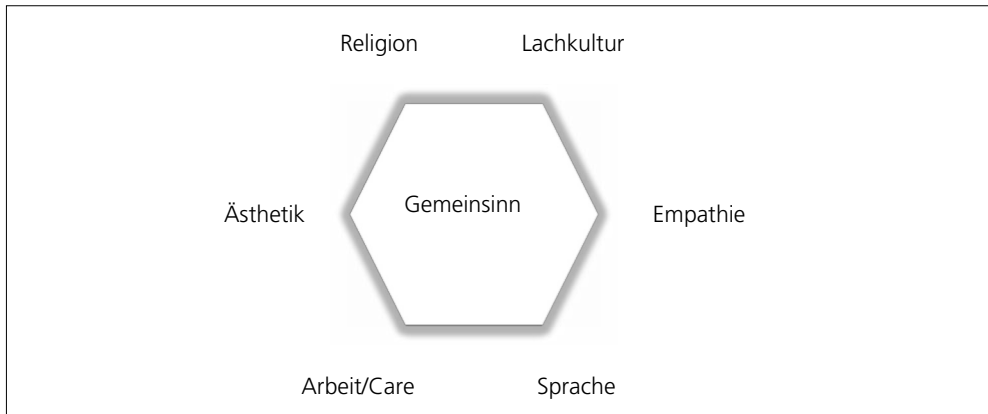 Religion
Lachkultur
Ästhetik
Gemeinsinn
Empathie
Arbeit/Care
Sprache